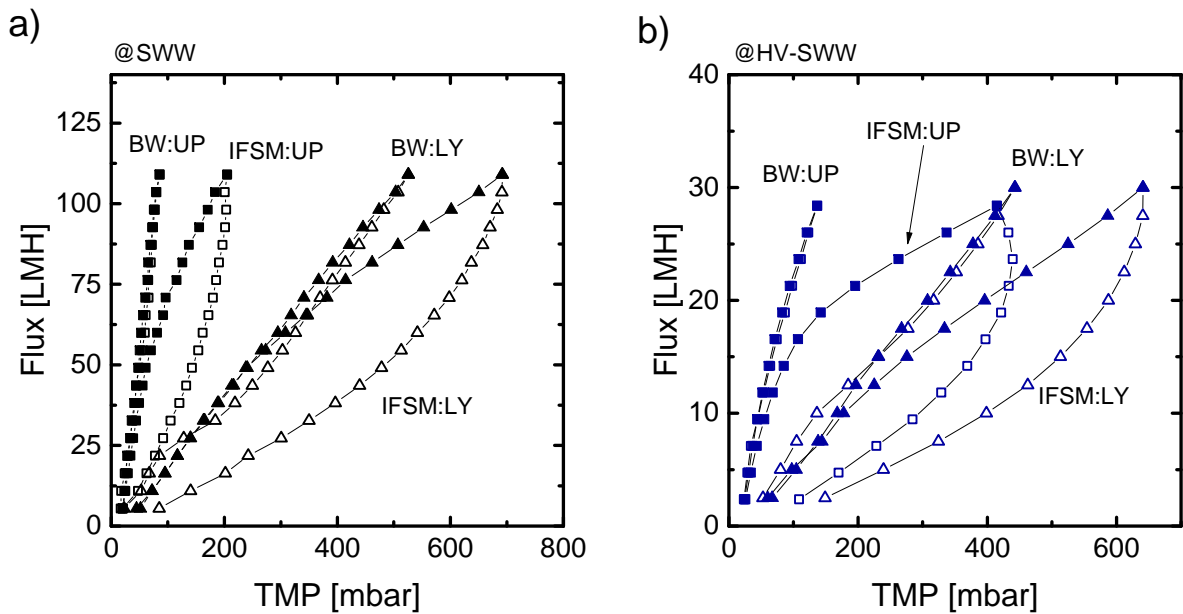 a)
@SWW
BW:UP
IFSM:UP
BW:LY
IFSM:LY
125
100
75
50
25
0
Flux [LMH]
0 200 400 600 800
TMP [mbar]
b)
@HV-SWW
BW:UP
IFSM:UP
BW:LY
IFSM:LY
40
30
20
10
0
Flux [LMH]
0 200 400 600
TMP [mbar]